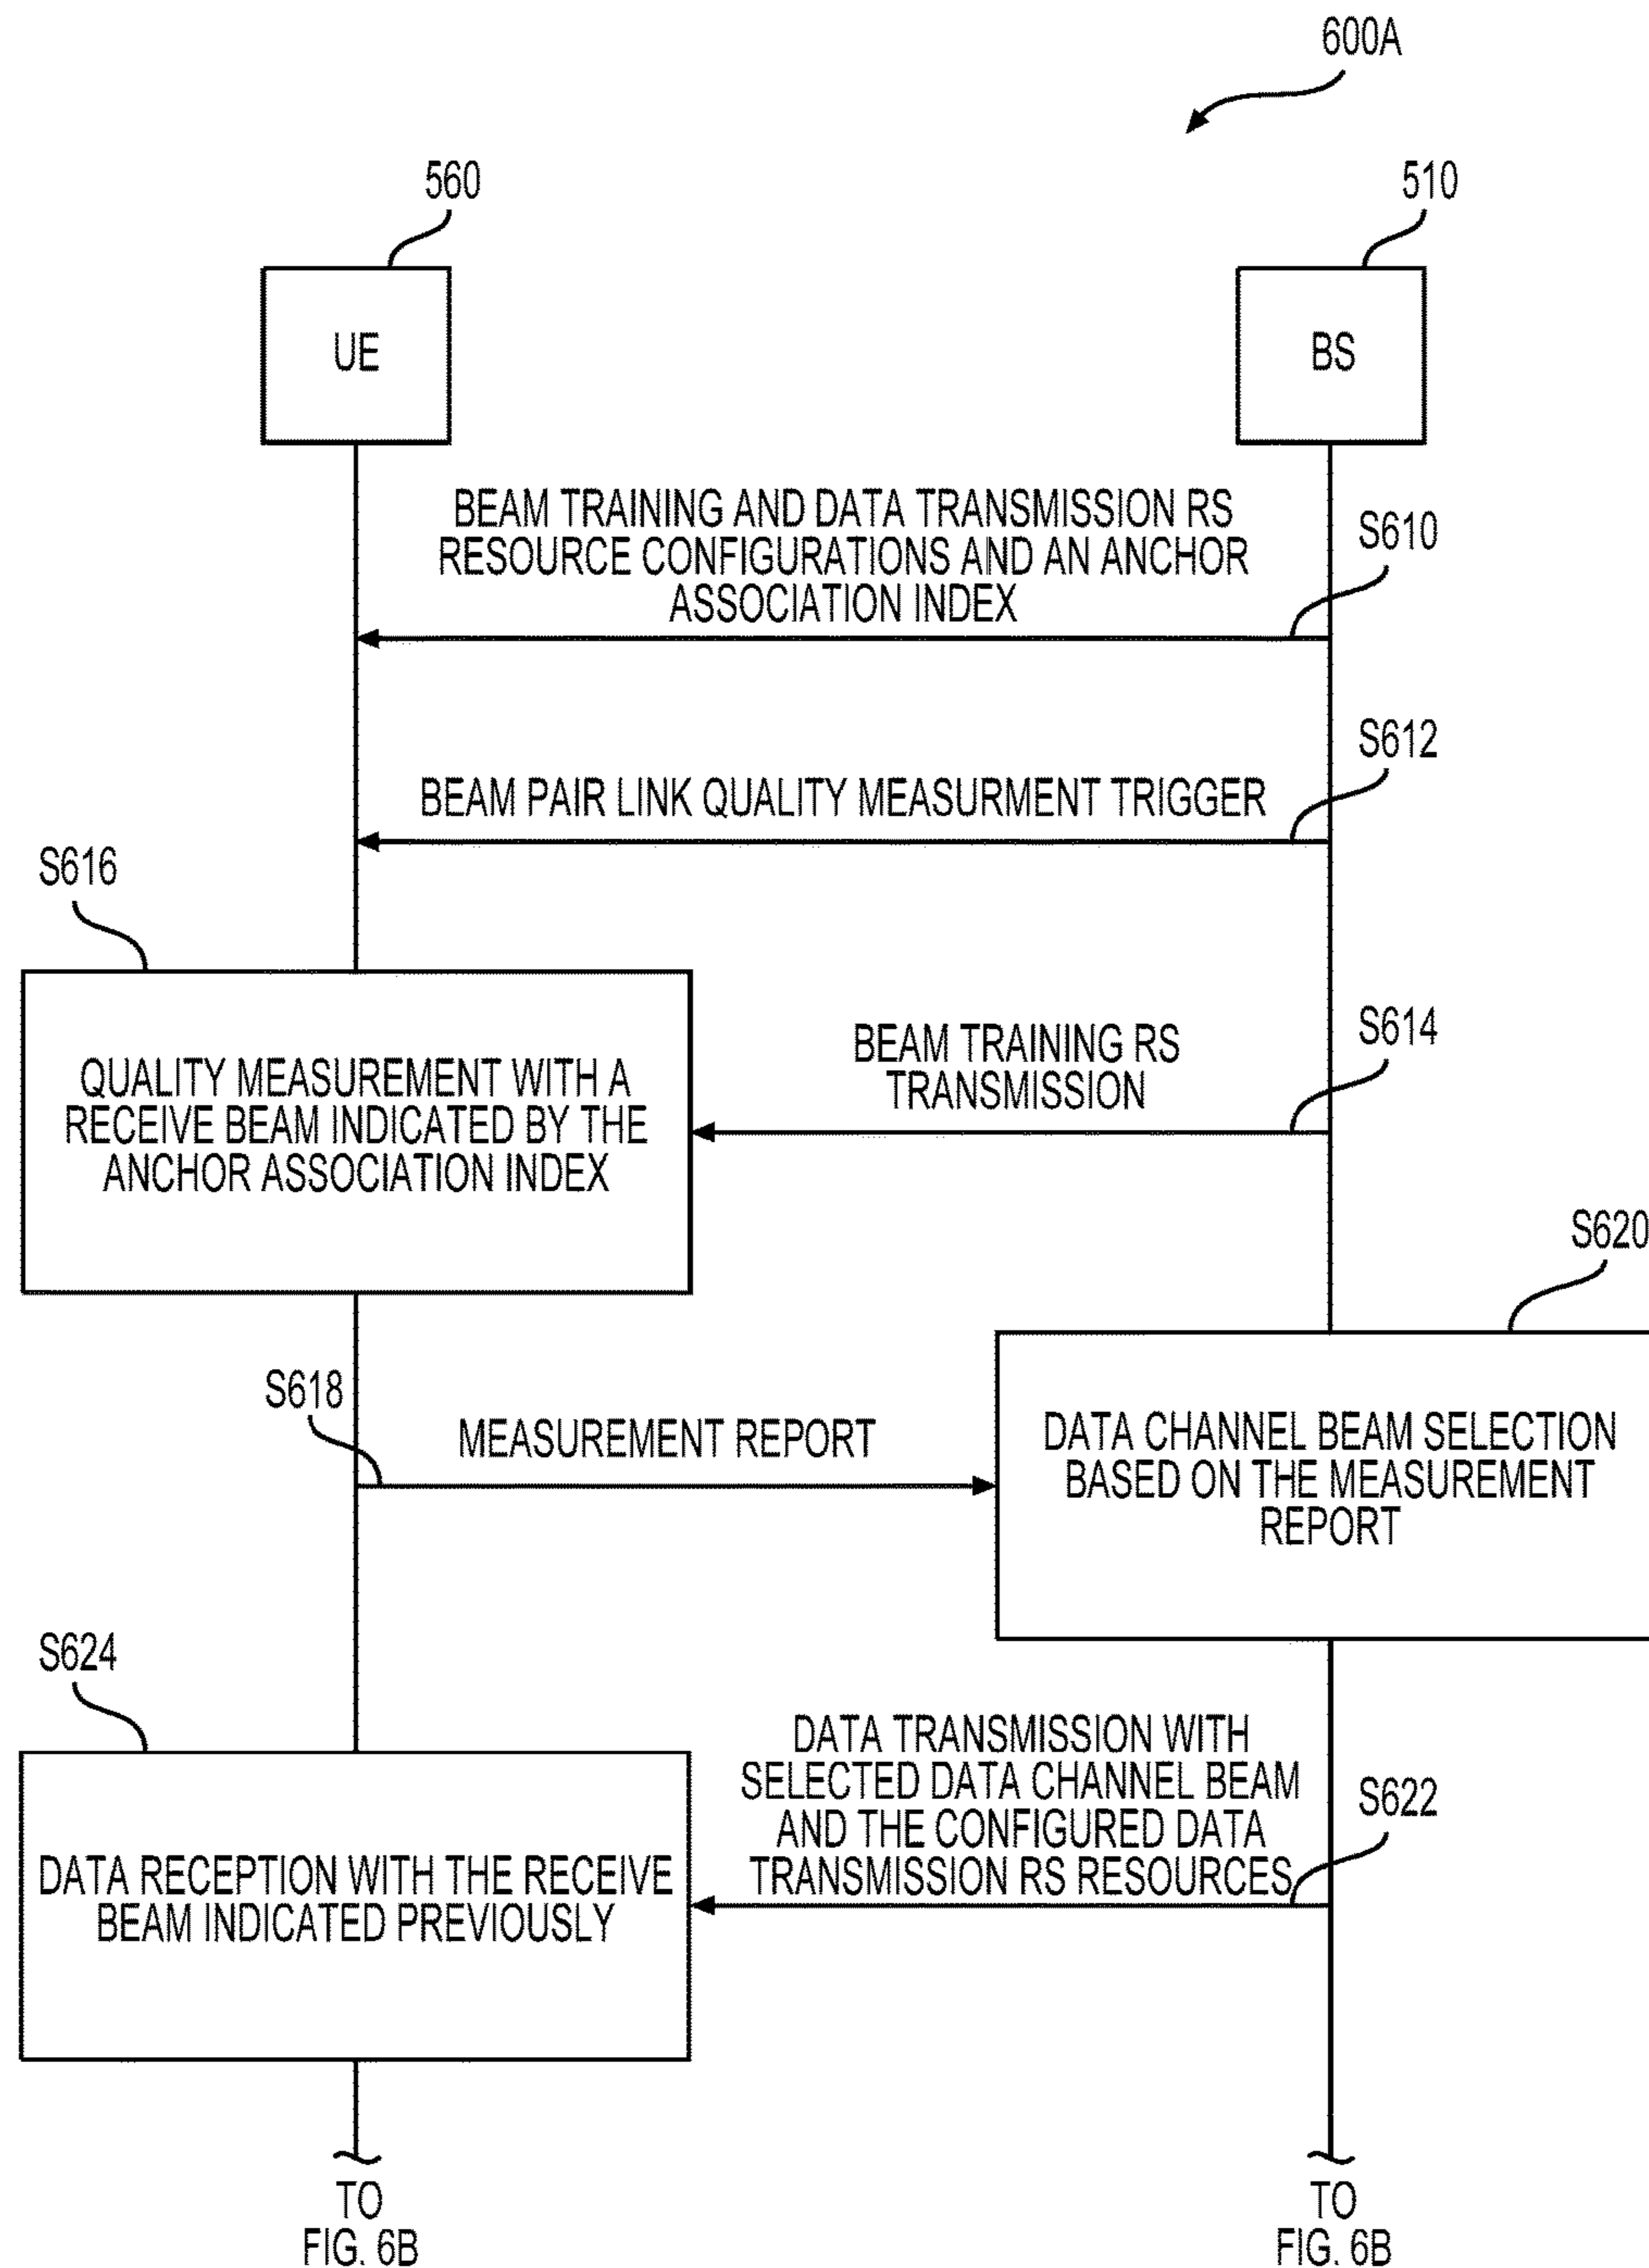 600A
560
510
UE
BS
BEAM TRAINING AND DATA TRANSMISSION RS
RESOURCE CONFIGURATIONS AND AN ANCHOR
ASSOCIATION INDEX
S610
S612
BEAM PAIR LINK QUALITY MEASURMENT TRIGGER
S616
QUALITY MEASUREMENT WITH A
RECEIVE BEAM INDICATED BY THE
ANCHOR ASSOCIATION INDEX
BEAM TRAINING RS
TRANSMISSION
S614
S620
S618
MEASUREMENT REPORT
DATA CHANNEL BEAM SELECTION
BASED ON THE MEASUREMENT
REPORT
S624
DATA RECEPTION WITH THE RECEIVE
BEAM INDICATED PREVIOUSLY
DATA TRANSMISSION WITH
SELECTED DATA CHANNEL BEAM
AND THE CONFIGURED DATA
TRANSMISSION RS RESOURCES
S622
TO
FIG. 6B
TO
FIG. 6B